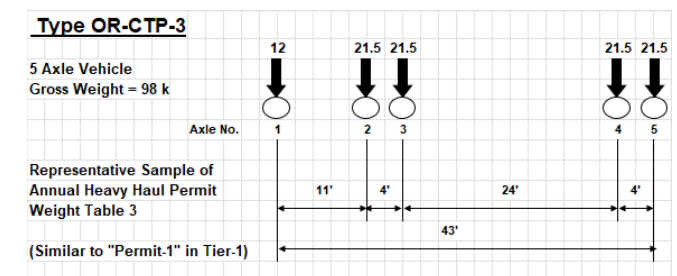 Type OR-CTP-3
12 21.5 21.5 21.5 21.5
5 Axle Vehicle
Gross Weight = 98 k
Axle No. 1 2 3 4 5
Representative Sample of
Annual Heavy Haul Permit 11' 4' 24' 4'
Weight Table 3
43'
(Similar to "Permit-1" in Tier-1)